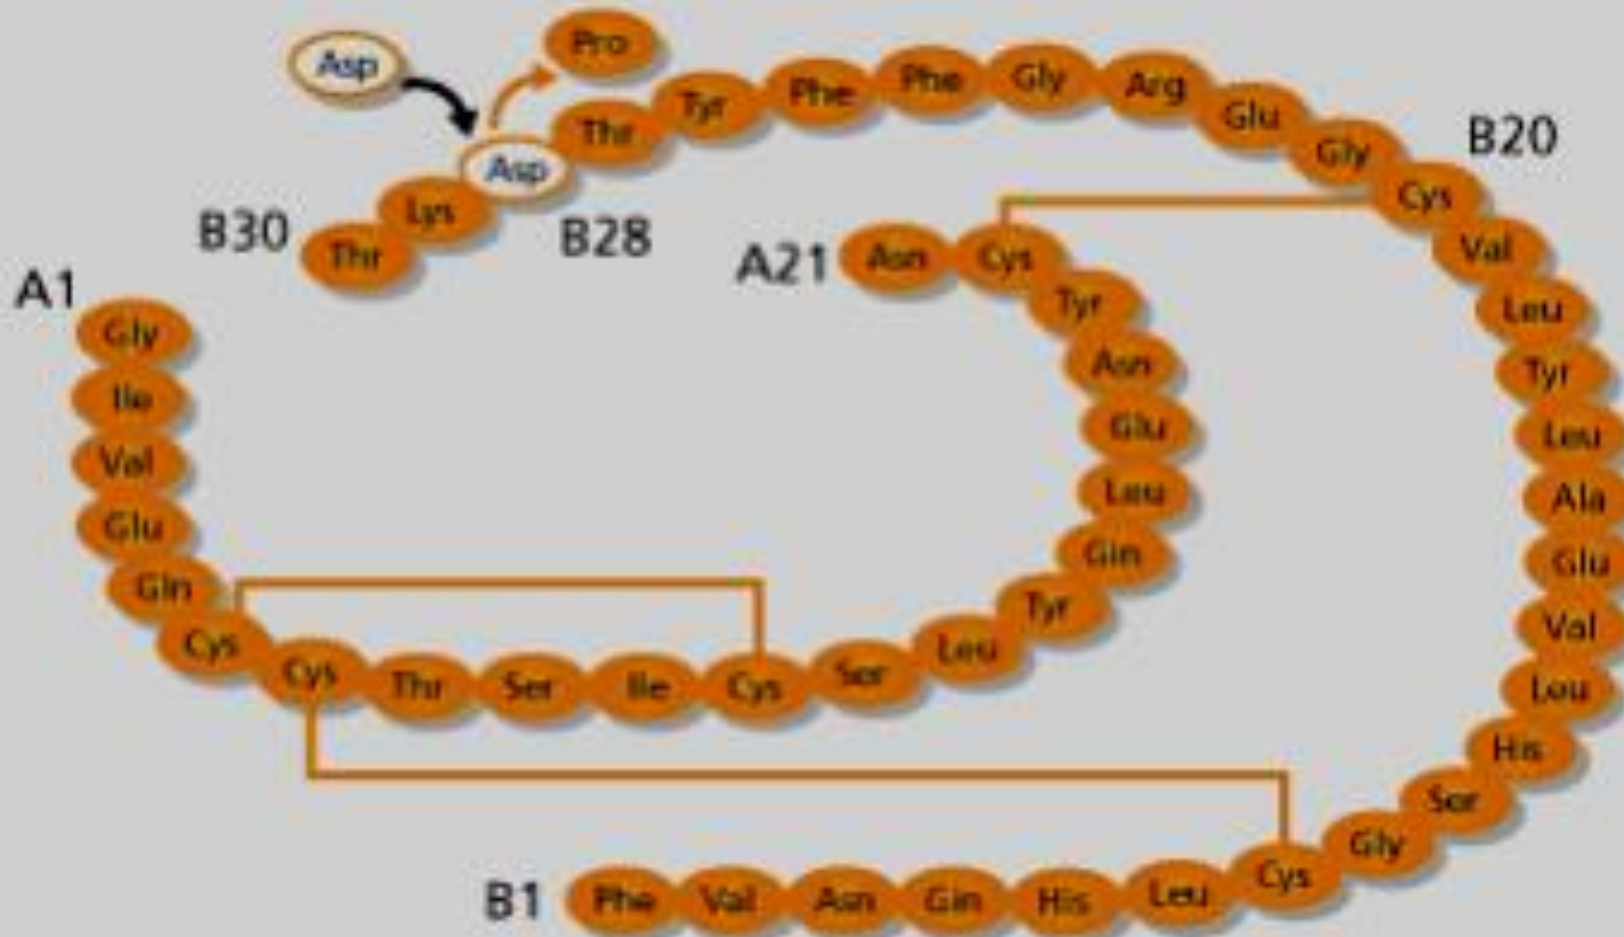 Asp
Pro
A1
Gly
Ile
Val
Glu
Gln
Cys
Cys
Thr
Ser
Ile
Cys
Ser
Leu
Tyr
Gin
Leu
Glu
Asn
Tyr
Cys
Asn
A21
B1
Phe
Val
Asn
Gin
His
Leu
Cys
Gly
Ser
His
Leu
Val
Glu
Ala
Leu
Tyr
Leu
Val
Cys
B20
Gly
Glu
Arg
Gly
Phe
Phe
Tyr
Thr
Asp
B28
Lys
Thr
B30